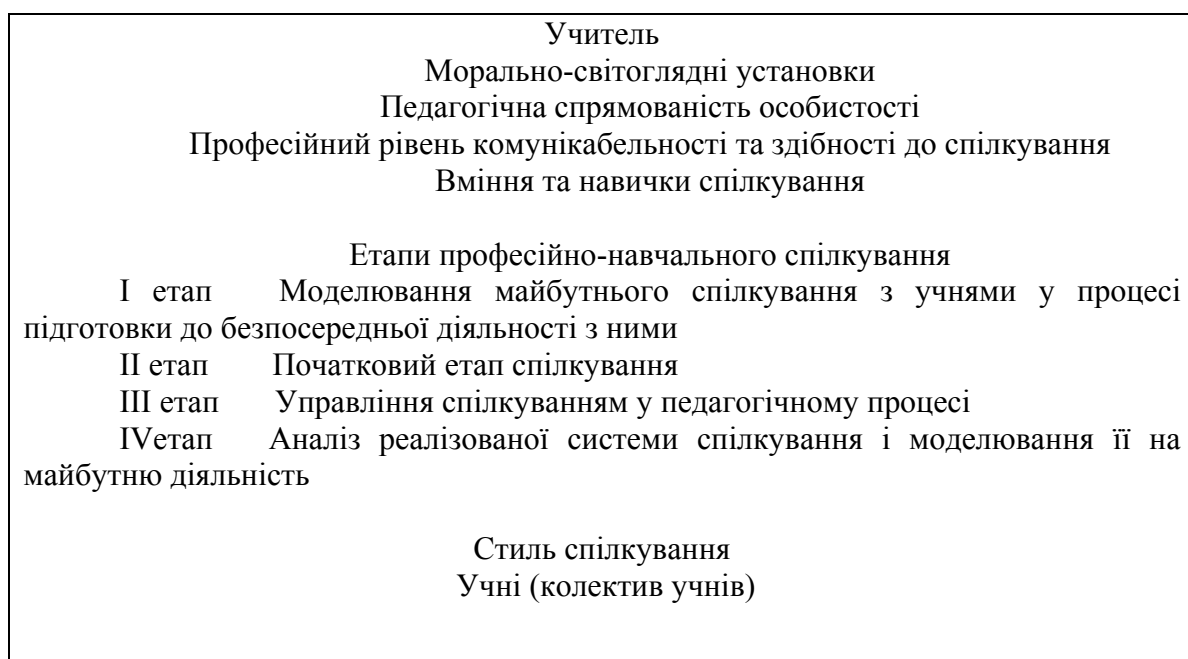 Учитель
Морально-світоглядні установки
Педагогічна спрямованість особистості
Професійний рівень комунікабельності та здібності до спілкування
Вміння та навички спілкування
Етапи професійно-навчального спілкування
I етап Моделювання майбутнього спілкування з учнями у процесі
підготовки до безпосередньої діяльності з ними
II етап Початковий етап спілкування
III етап Управління спілкуванням у педагогічному процесі
IVетап Аналіз реалізованої системи спілкування і моделювання її на
майбутню діяльність
Стиль спілкування
Учні (колектив учнів)